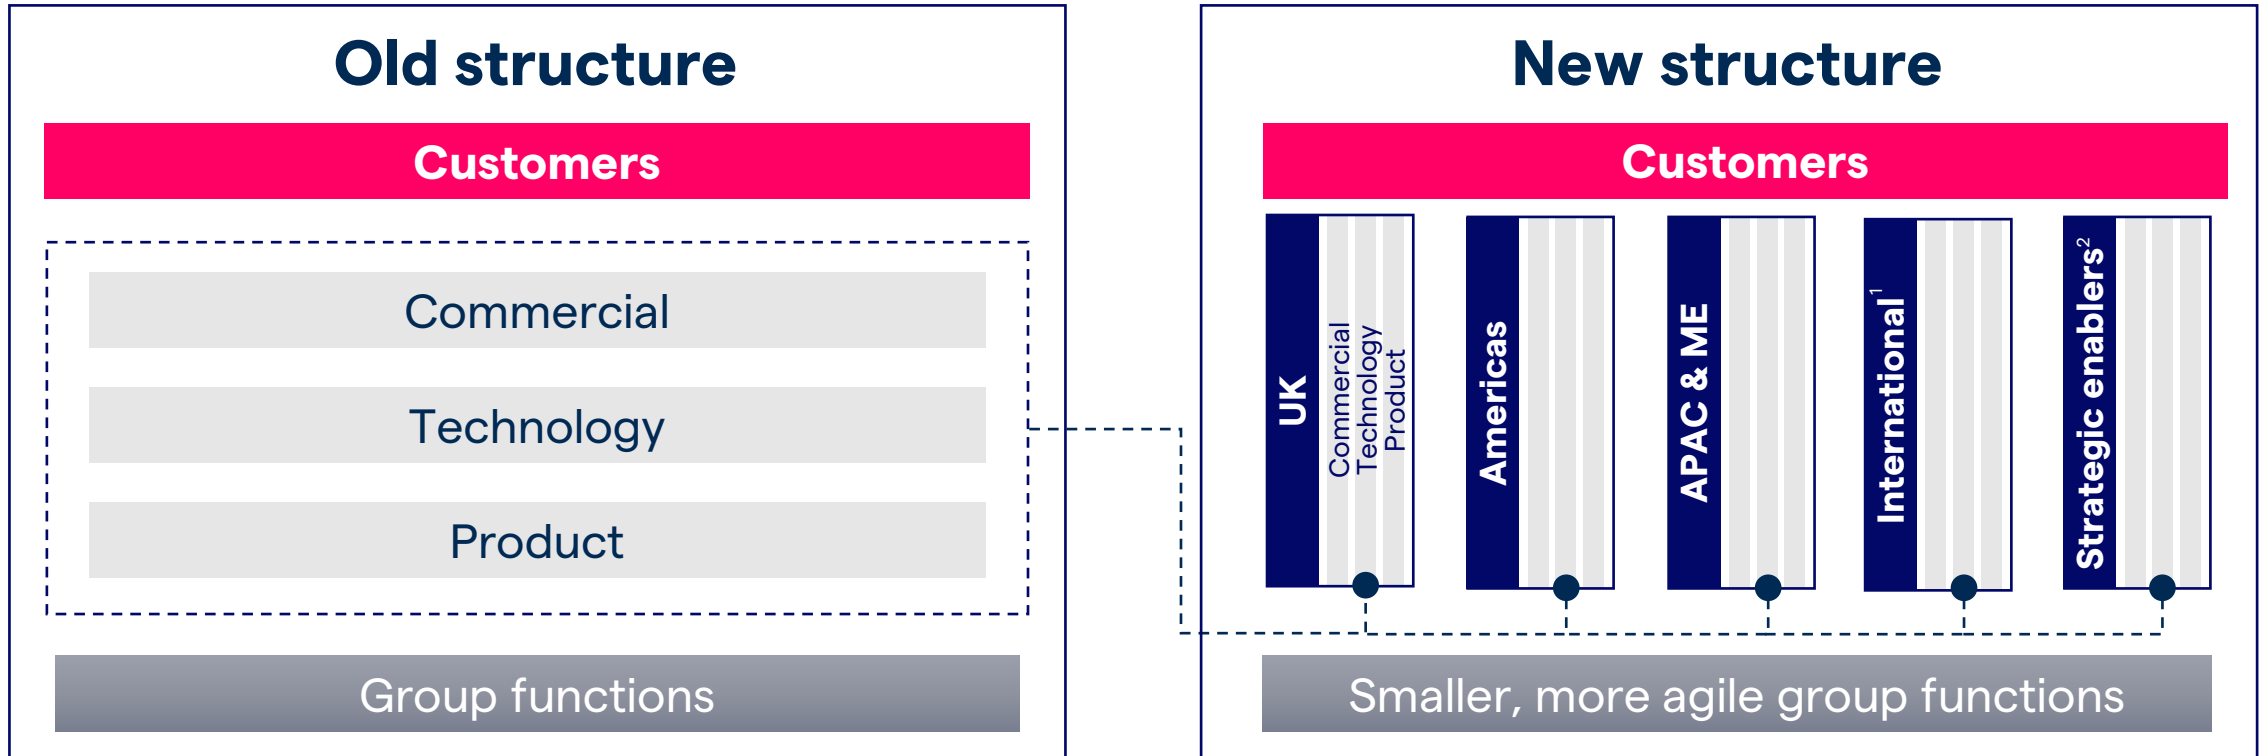 Old structure
Customers
Commercial
Technology
Product
Group functions
New structure
Customers
UK
Commercial
Technology
Product
Americas
APAC & ME
International¹
Strategic enablers²
Smaller, more agile group functions